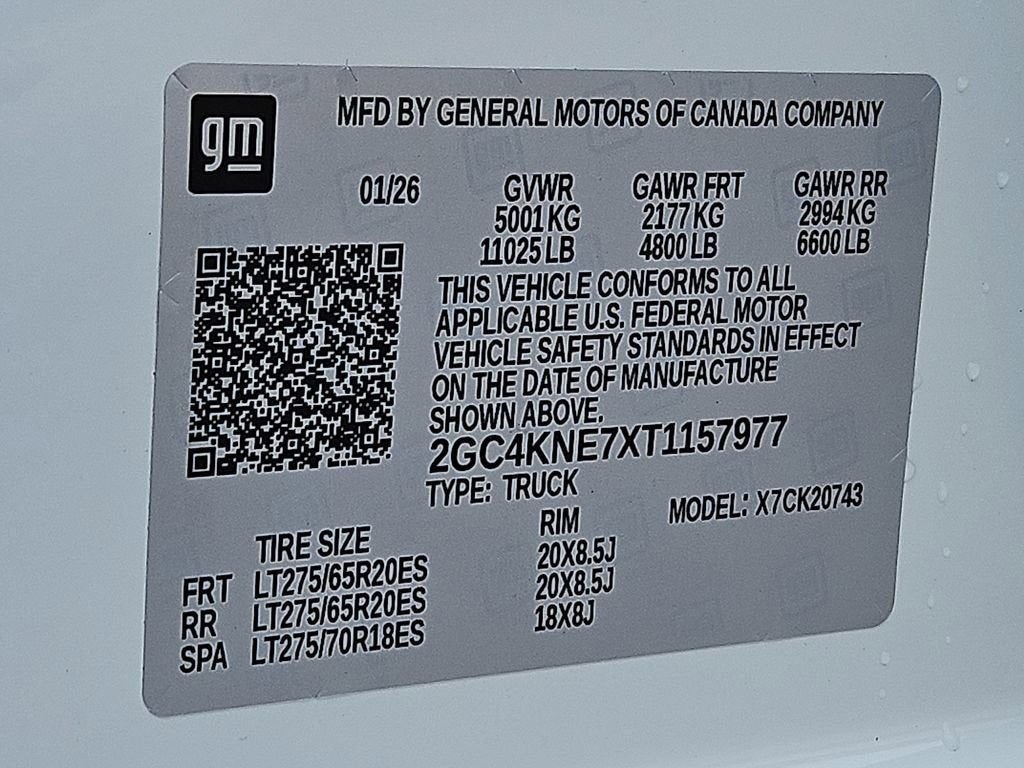 gm
MFD BY GENERAL MOTORS OF CANADA COMPANY
01/26 GVWR GAWR FRT GAWR RR
5001 KG 2177 KG 2994 KG
11025 LB 4800 LB 6600 LB
THIS VEHICLE CONFORMS TO ALL
APPLICABLE U.S. FEDERAL MOTOR
VEHICLE SAFETY STANDARDS IN EFFECT
ON THE DATE OF MANUFACTURE
SHOWN ABOVE.
2GC4KNE7XT1157977
TYPE: TRUCK MODEL: X7CK20743
TIRE SIZE RIM
FRT LT275/65R20ES 20X8.5J
RR LT275/65R20ES 20X8.5J
SPA LT275/70R18ES 18X8J